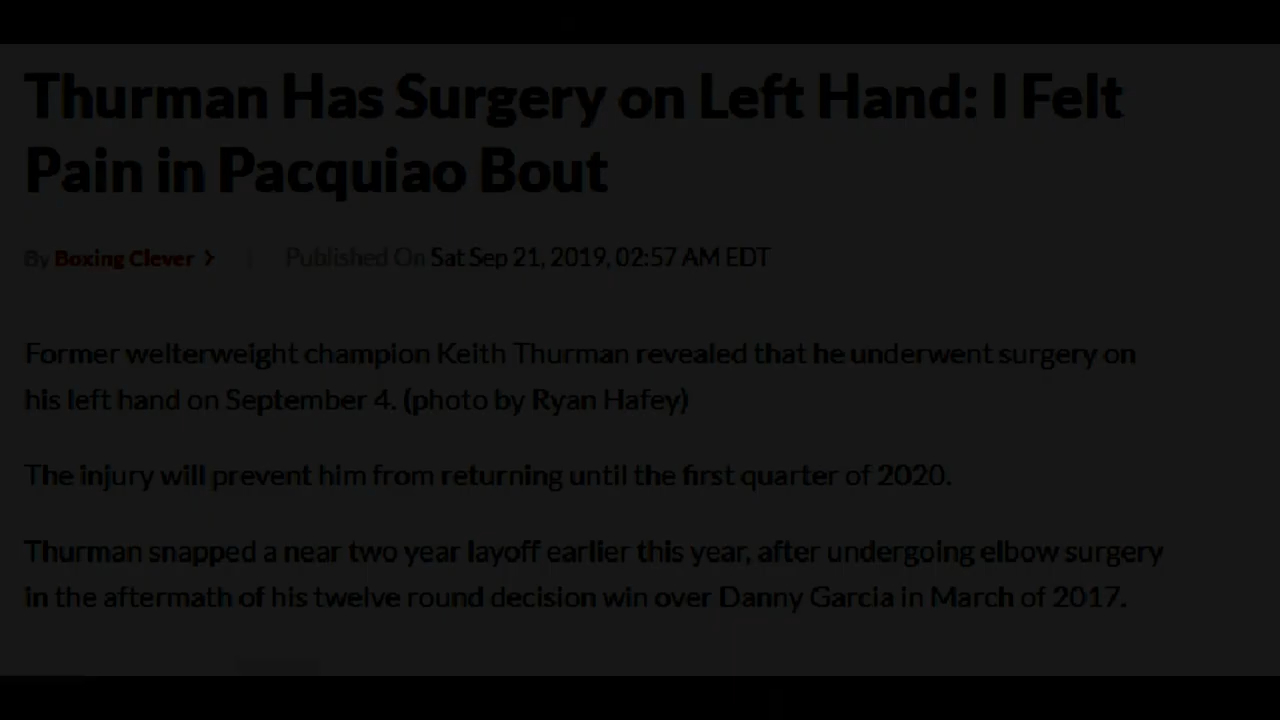 Thurman Has Surgery on Left Hand: I Felt
Pain in Pacquiao Bout
By Boxing Clever > | Published On Sat Sep 21, 2019, 02:57 AM EDT
Former welterweight champion Keith Thurman revealed that he underwent surgery on
his left hand on September 4. (photo by Ryan Hafey)
The injury will prevent him from returning until the first quarter of 2020.
Thurman snapped a near two year layoff earlier this year, after undergoing elbow surgery
in the aftermath of his twelve round decision win over Danny Garcia in March of 2017.